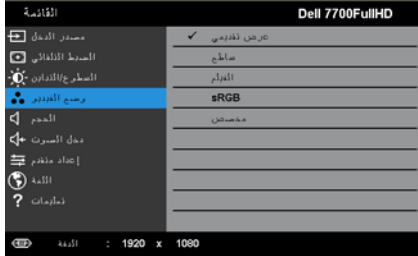 القائمة
Dell 7700FullHD
مصدر الدخل
الضبط التلقائي
السطوع/التباين
وضع الفيديو
الحجم
دخل الصوت
إعداد متقدم
اللغة
تعليمات
عرض تقديمي
ساطع
الفيلم
sRGB
مخصص
الدقة : 1920 x 1080